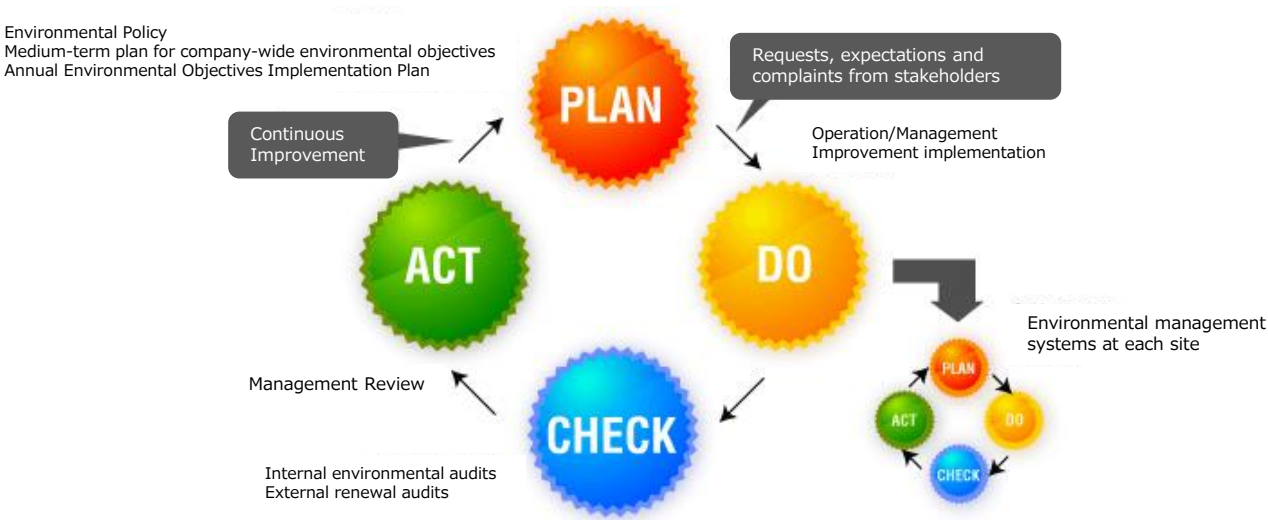 Environmental Policy
Medium-term plan for company-wide environmental objectives
Annual Environmental Objectives Implementation Plan
PLAN
Requests, expectations and
complaints from stakeholders
Continuous
Improvement
Operation/Management
Improvement implementation
ACT
DO
Environmental management
systems at each site
PLAN
ACT
DO
CHECK
Management Review
CHECK
Internal environmental audits
External renewal audits